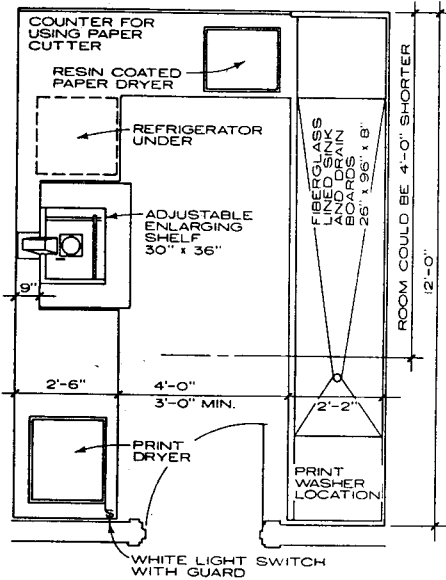 COUNTER FOR
USING PAPER
CUTTER
RESIN COATED
PAPER DRYER
REFRIGERATOR
UNDER
ADJUSTABLE
ENLARGING
SHELF
30" x 36"
FIBERGLASS
LINED SINK
AND DRAIN
BOARDS
26" x 96" x 8"
ROOM COULD BE 4'-0" SHORTER
12'-0"
9"
2'-6"
4'-0"
3'-0" MIN.
2'-2"
PRINT
DRYER
PRINT
WASHER
LOCATION
S
WHITE LIGHT SWITCH
WITH GUARD